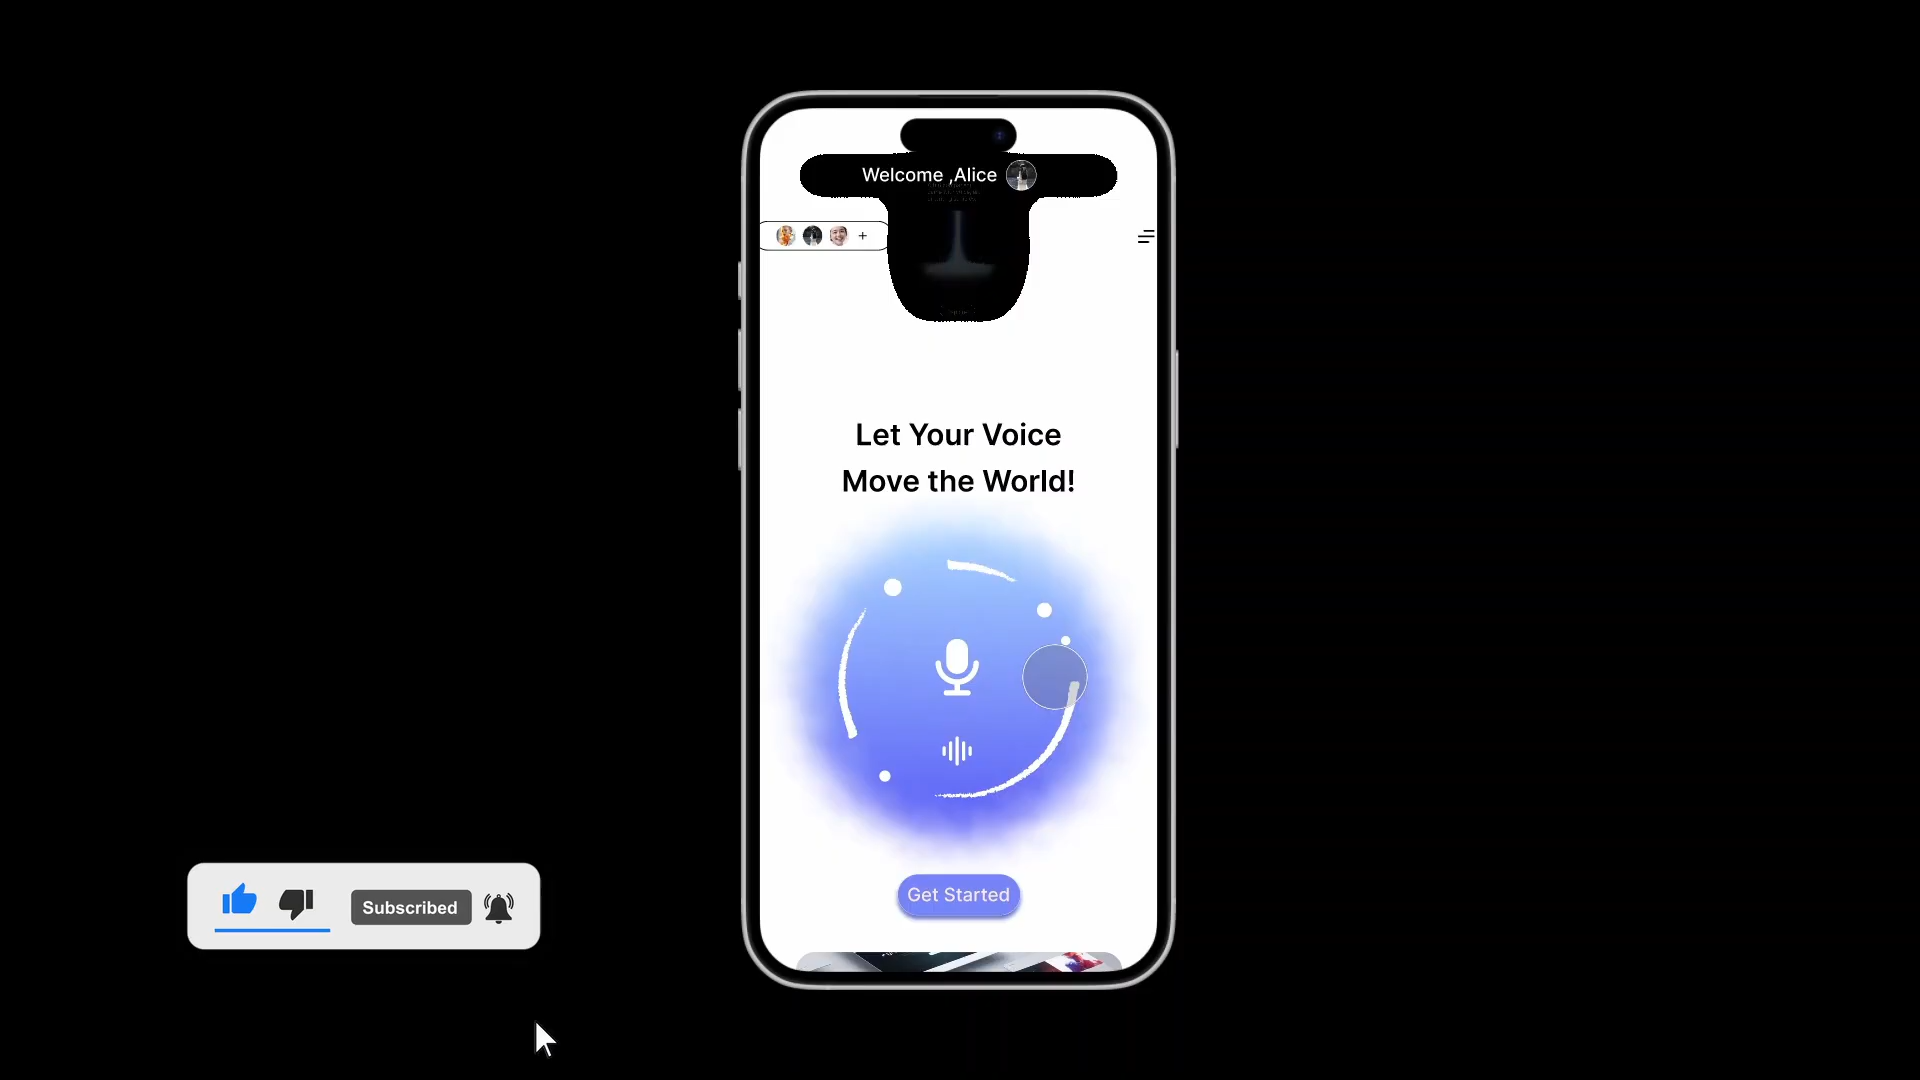 Welcome ,Alice
+
Let Your Voice
Move the World!
Get Started
Subscribed